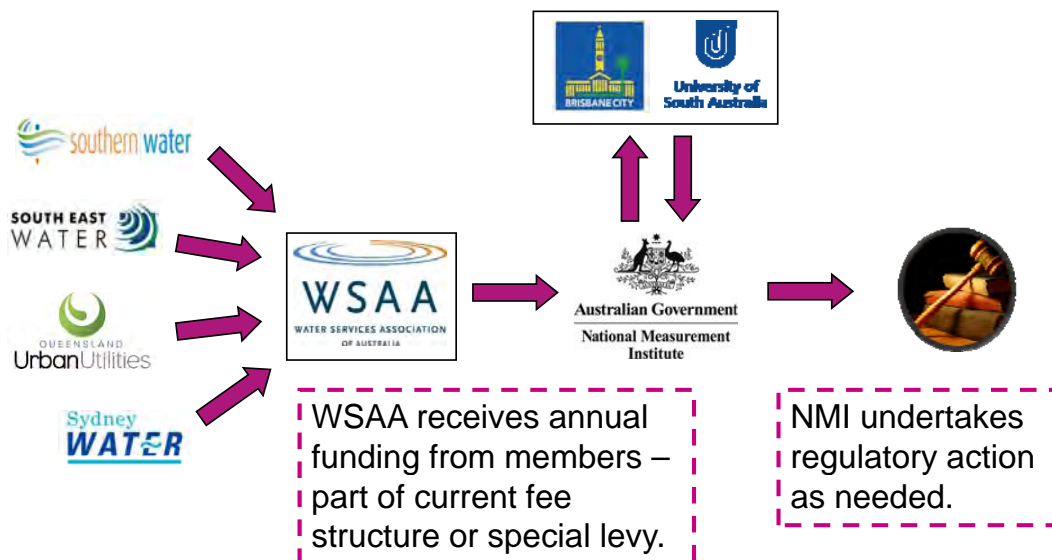 BRISBANE CITY
University of
South Australia
southern water
SOUTH EAST
WATER
WSAA
WATER SERVICES ASSOCIATION
OF AUSTRALIA
Australian Government
National Measurement
Institute
QUEENSLAND
UrbanUtilities
Sydney
WATER
WSAA receives annual
funding from members –
part of current fee
structure or special levy.
NMI undertakes
regulatory action
as needed.